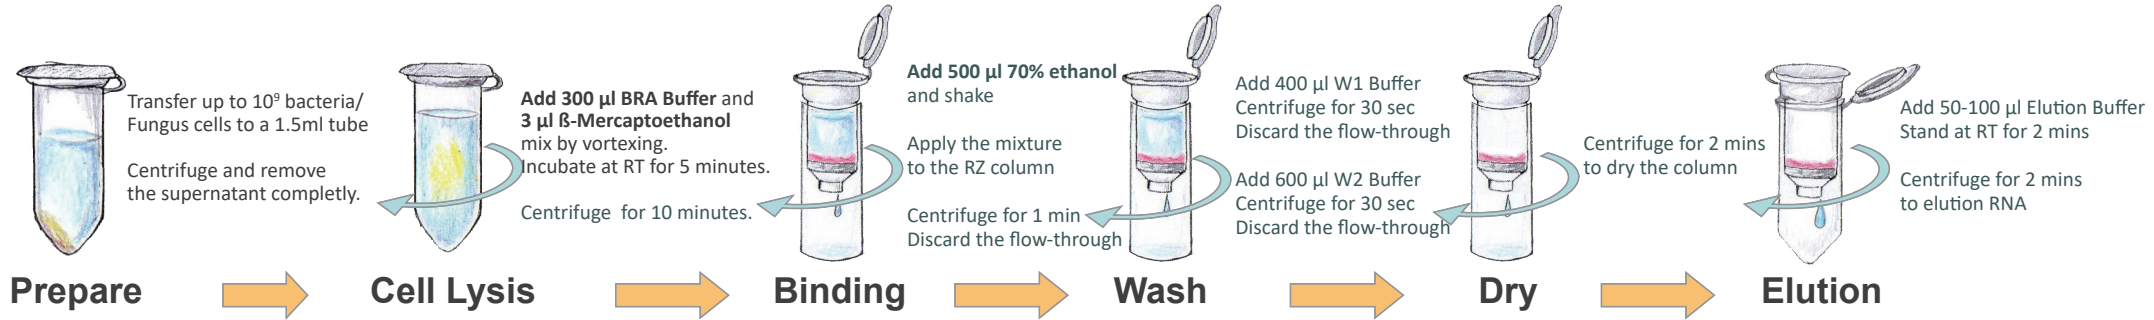 Transfer up to 10⁹ bacteria/
Fungus cells to a 1.5ml tube
Centrifuge and remove
the supernatant completly.
Prepare
Add 300 µl BRA Buffer and
3 µl ß-Mercaptoethanol
mix by vortexing.
Incubate at RT for 5 minutes.
Centrifuge for 10 minutes.
Cell Lysis
Add 500 µl 70% ethanol
and shake
Apply the mixture
to the RZ column
Centrifuge for 1 min
Discard the flow-through
Binding
Add 400 µl W1 Buffer
Centrifuge for 30 sec
Discard the flow-through
Add 600 µl W2 Buffer
Centrifuge for 30 sec
Discard the flow-through
Wash
Centrifuge for 2 mins
to dry the column
Dry
Add 50-100 µl Elution Buffer
Stand at RT for 2 mins
Centrifuge for 2 mins
to elution RNA
Elution